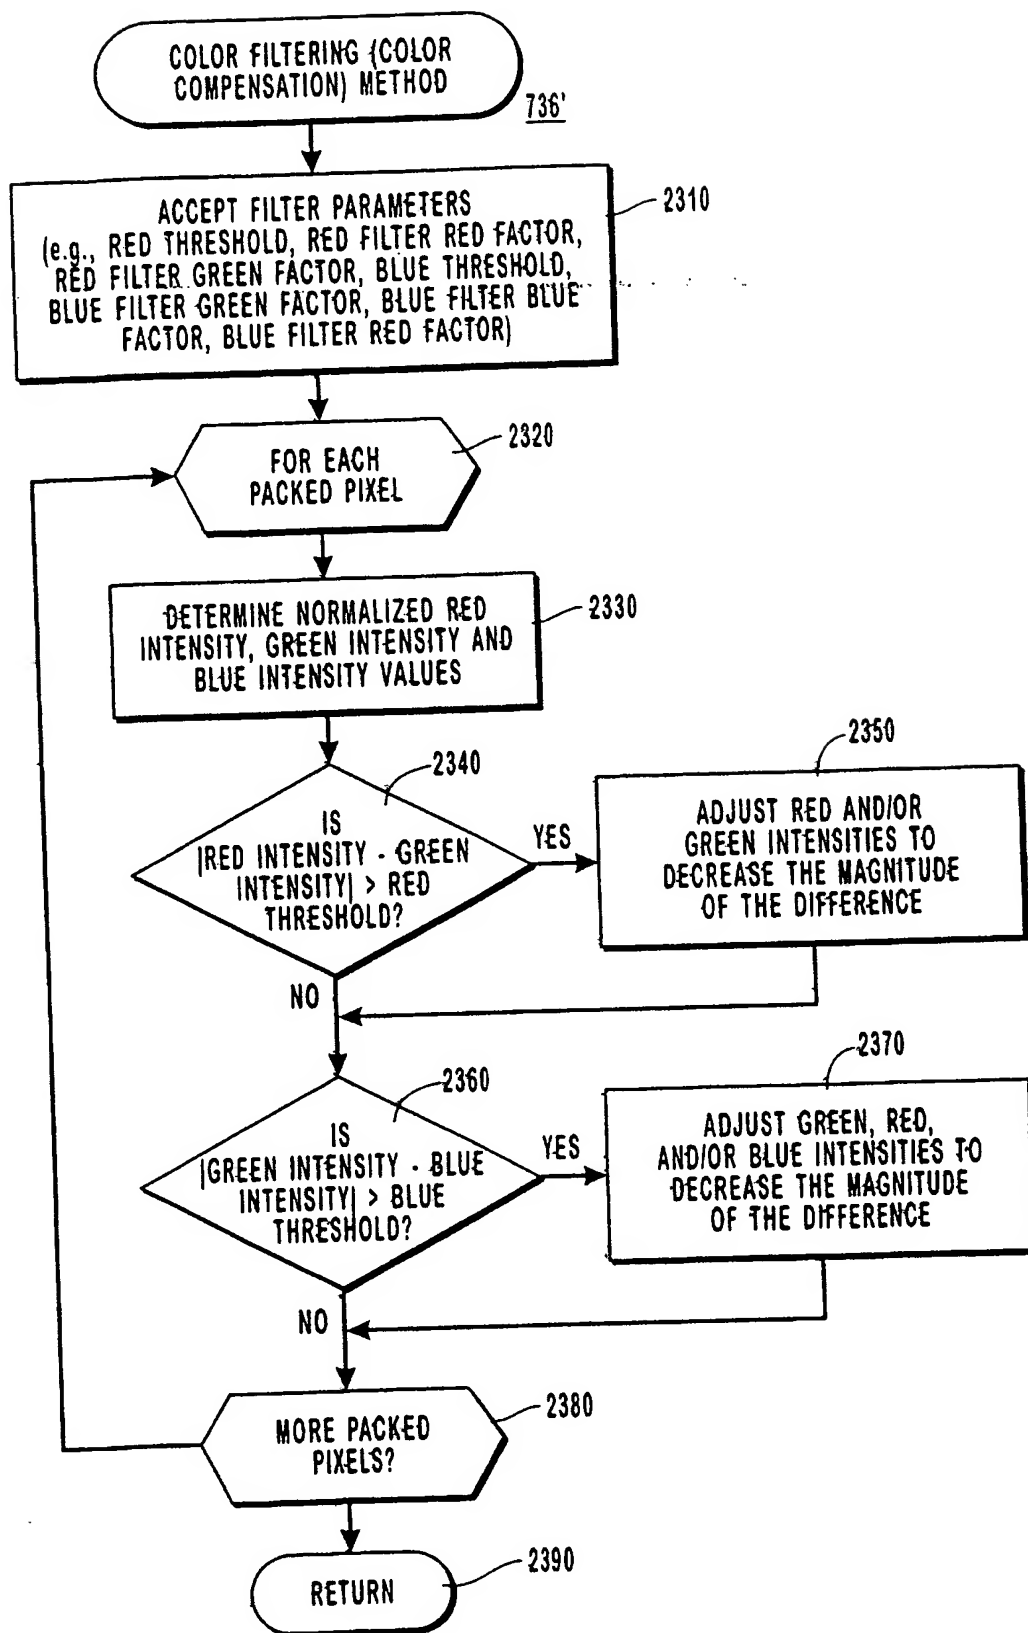 COLOR FILTERING (COLOR
COMPENSATION) METHOD
736'
ACCEPT FILTER PARAMETERS
(e.g., RED THRESHOLD, RED FILTER RED FACTOR,
RED FILTER GREEN FACTOR, BLUE THRESHOLD,
BLUE FILTER GREEN FACTOR, BLUE FILTER BLUE
FACTOR, BLUE FILTER RED FACTOR)
2310
FOR EACH
PACKED PIXEL
2320
DETERMINE NORMALIZED RED
INTENSITY, GREEN INTENSITY AND
BLUE INTENSITY VALUES
2330
2340
IS
|RED INTENSITY - GREEN
INTENSITY| > RED
THRESHOLD?
YES
2350
ADJUST RED AND/OR
GREEN INTENSITIES TO
DECREASE THE MAGNITUDE
OF THE DIFFERENCE
NO
2360
IS
|GREEN INTENSITY - BLUE
INTENSITY| > BLUE
THRESHOLD?
YES
2370
ADJUST GREEN, RED,
AND/OR BLUE INTENSITIES TO
DECREASE THE MAGNITUDE
OF THE DIFFERENCE
NO
MORE PACKED
PIXELS?
2380
RETURN
2390